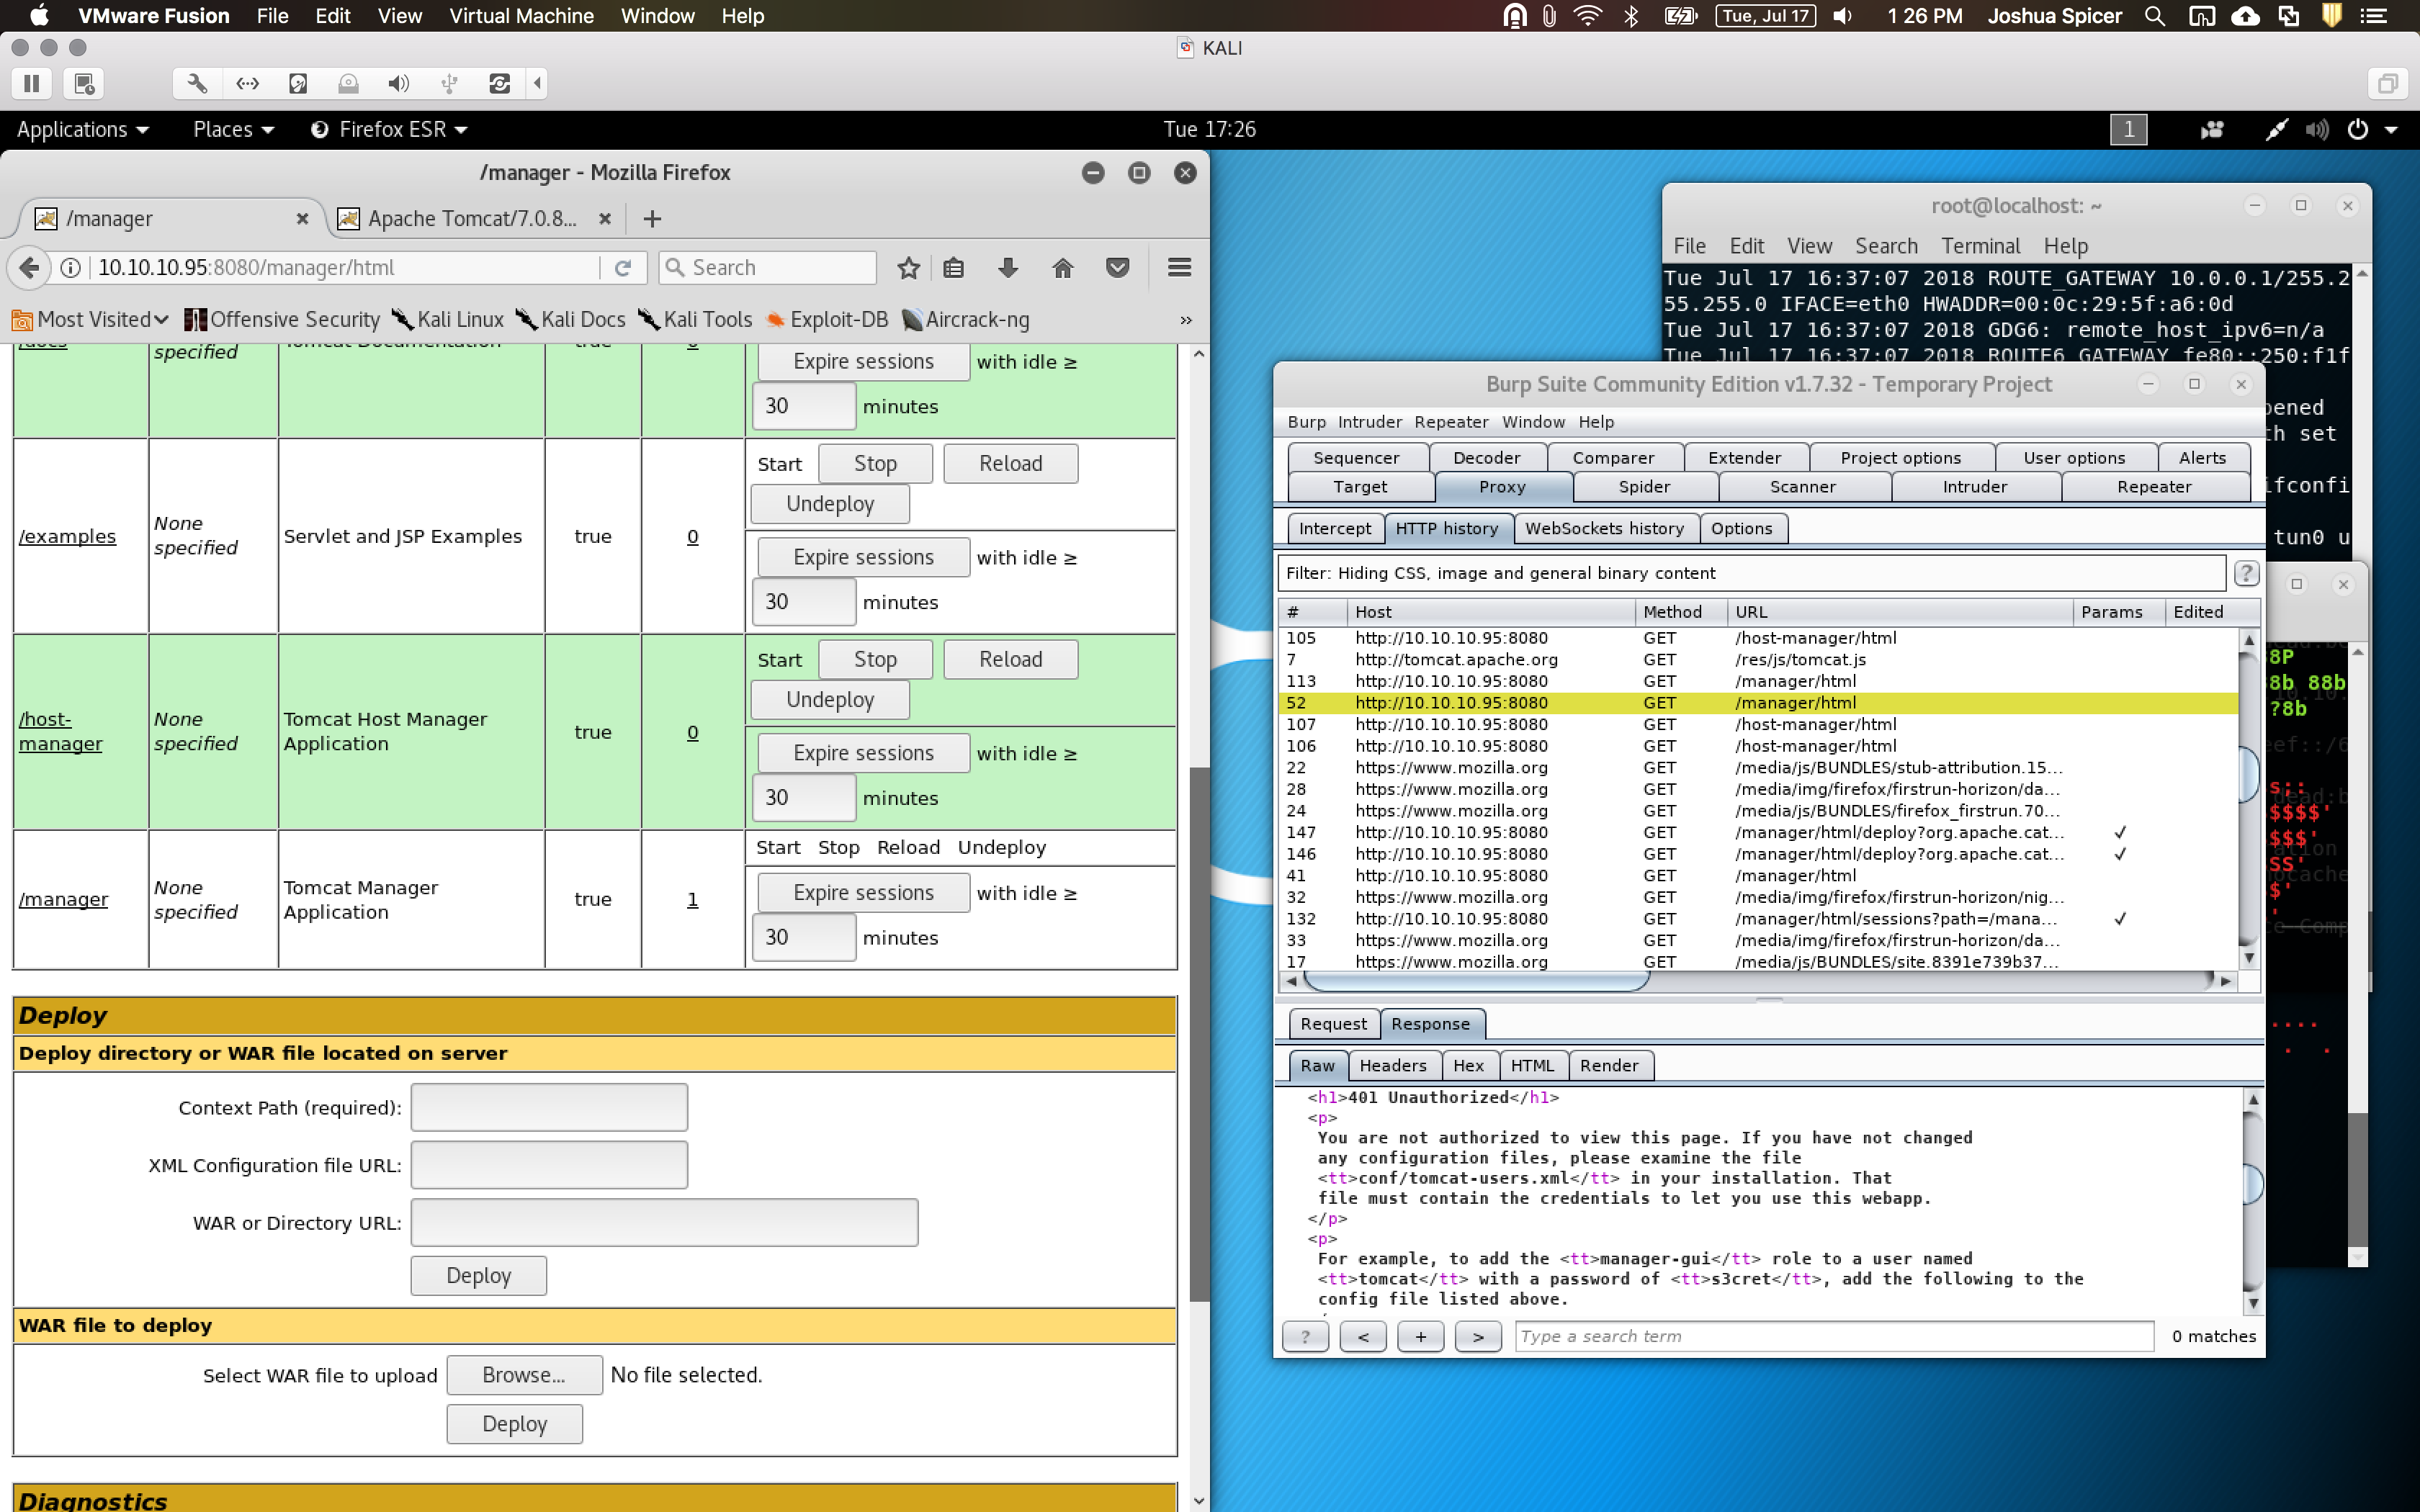 VMware Fusion File Edit View Virtual Machine Window Help
Tue, Jul 17 1 26 PM Joshua Spicer
KALI
Applications Places Firefox ESR Tue 17:26 1
/manager - Mozilla Firefox
/manager Apache Tomcat/7.0.8...
10.10.10.95:8080/manager/html Search
Most Visited Offensive Security Kali Linux Kali Docs Kali Tools Exploit-DB Aircrack-ng »
/docs specified Tomcat Documentation true 0
Expire sessions with idle ≥
30 minutes
Start Stop Reload
Undeploy
/examples None specified Servlet and JSP Examples true 0
Expire sessions with idle ≥
30 minutes
Start Stop Reload
Undeploy
/host-manager None specified Tomcat Host Manager Application true 0
Expire sessions with idle ≥
30 minutes
Start Stop Reload Undeploy
/manager None specified Tomcat Manager Application true 1
Expire sessions with idle ≥
30 minutes
Deploy
Deploy directory or WAR file located on server
Context Path (required):
XML Configuration file URL:
WAR or Directory URL:
Deploy
WAR file to deploy
Select WAR file to upload Browse... No file selected.
Deploy
Diagnostics
root@localhost: ~
File Edit View Search Terminal Help
Tue Jul 17 16:37:07 2018 ROUTE_GATEWAY 10.0.0.1/255.2
55.255.0 IFACE=eth0 HWADDR=00:0c:29:5f:a6:0d
Tue Jul 17 16:37:07 2018 GDG6: remote_host_ipv6=n/a
Tue Jul 17 16:37:07 2018 ROUTE6_GATEWAY fe80::250:f1f
pened
th set
ifconfi
tun0 u
8P
8b 88b
?8b
s;:
$$$$'
$$$'
SS'
$'
Burp Suite Community Edition v1.7.32 - Temporary Project
Burp Intruder Repeater Window Help
Sequencer Decoder Comparer Extender Project options User options Alerts
Target Proxy Spider Scanner Intruder Repeater
Intercept HTTP history WebSockets history Options
Filter: Hiding CSS, image and general binary content ?
# Host Method URL Params Edited
105 http://10.10.10.95:8080 GET /host-manager/html
7 http://tomcat.apache.org GET /res/js/tomcat.js
113 http://10.10.10.95:8080 GET /manager/html
52 http://10.10.10.95:8080 GET /manager/html
107 http://10.10.10.95:8080 GET /host-manager/html
106 http://10.10.10.95:8080 GET /host-manager/html
22 https://www.mozilla.org GET /media/js/BUNDLES/stub-attribution.15...
28 https://www.mozilla.org GET /media/img/firefox/firstrun-horizon/da...
24 https://www.mozilla.org GET /media/js/BUNDLES/firefox_firstrun.70...
147 http://10.10.10.95:8080 GET /manager/html/deploy?org.apache.cat... ✓
146 http://10.10.10.95:8080 GET /manager/html/deploy?org.apache.cat... ✓
41 http://10.10.10.95:8080 GET /manager/html
32 https://www.mozilla.org GET /media/img/firefox/firstrun-horizon/nig...
132 http://10.10.10.95:8080 GET /manager/html/sessions?path=/mana... ✓
33 https://www.mozilla.org GET /media/img/firefox/firstrun-horizon/da...
17 https://www.mozilla.org GET /media/js/BUNDLES/site.8391e739b37...
Request Response
Raw Headers Hex HTML Render
<h1>401 Unauthorized</h1>
<p>
You are not authorized to view this page. If you have not changed
any configuration files, please examine the file
<tt>conf/tomcat-users.xml</tt> in your installation. That
file must contain the credentials to let you use this webapp.
</p>
<p>
For example, to add the <tt>manager-gui</tt> role to a user named
<tt>tomcat</tt> with a password of <tt>s3cret</tt>, add the following to the
config file listed above.
? < + > Type a search term 0 matches